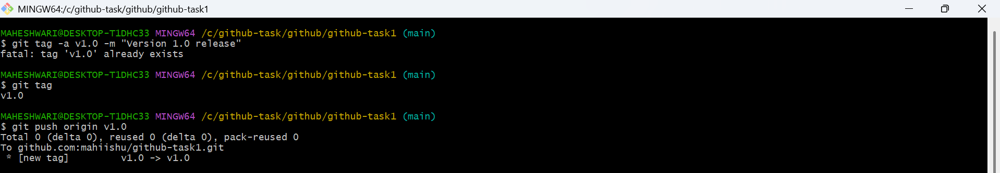 MINGW64:/c/github-task/github/github-task1
MAHESHWARI@DESKTOP-T1DHC33 MINGW64 /c/github-task/github/github-task1 (main)
$ git tag -a v1.0 -m "Version 1.0 release"
fatal: tag 'v1.0' already exists
MAHESHWARI@DESKTOP-T1DHC33 MINGW64 /c/github-task/github/github-task1 (main)
$ git tag
v1.0
MAHESHWARI@DESKTOP-T1DHC33 MINGW64 /c/github-task/github/github-task1 (main)
$ git push origin v1.0
Total 0 (delta 0), reused 0 (delta 0), pack-reused 0
To github.com:mahiishu/github-task1.git
 * [new tag]         v1.0 -> v1.0